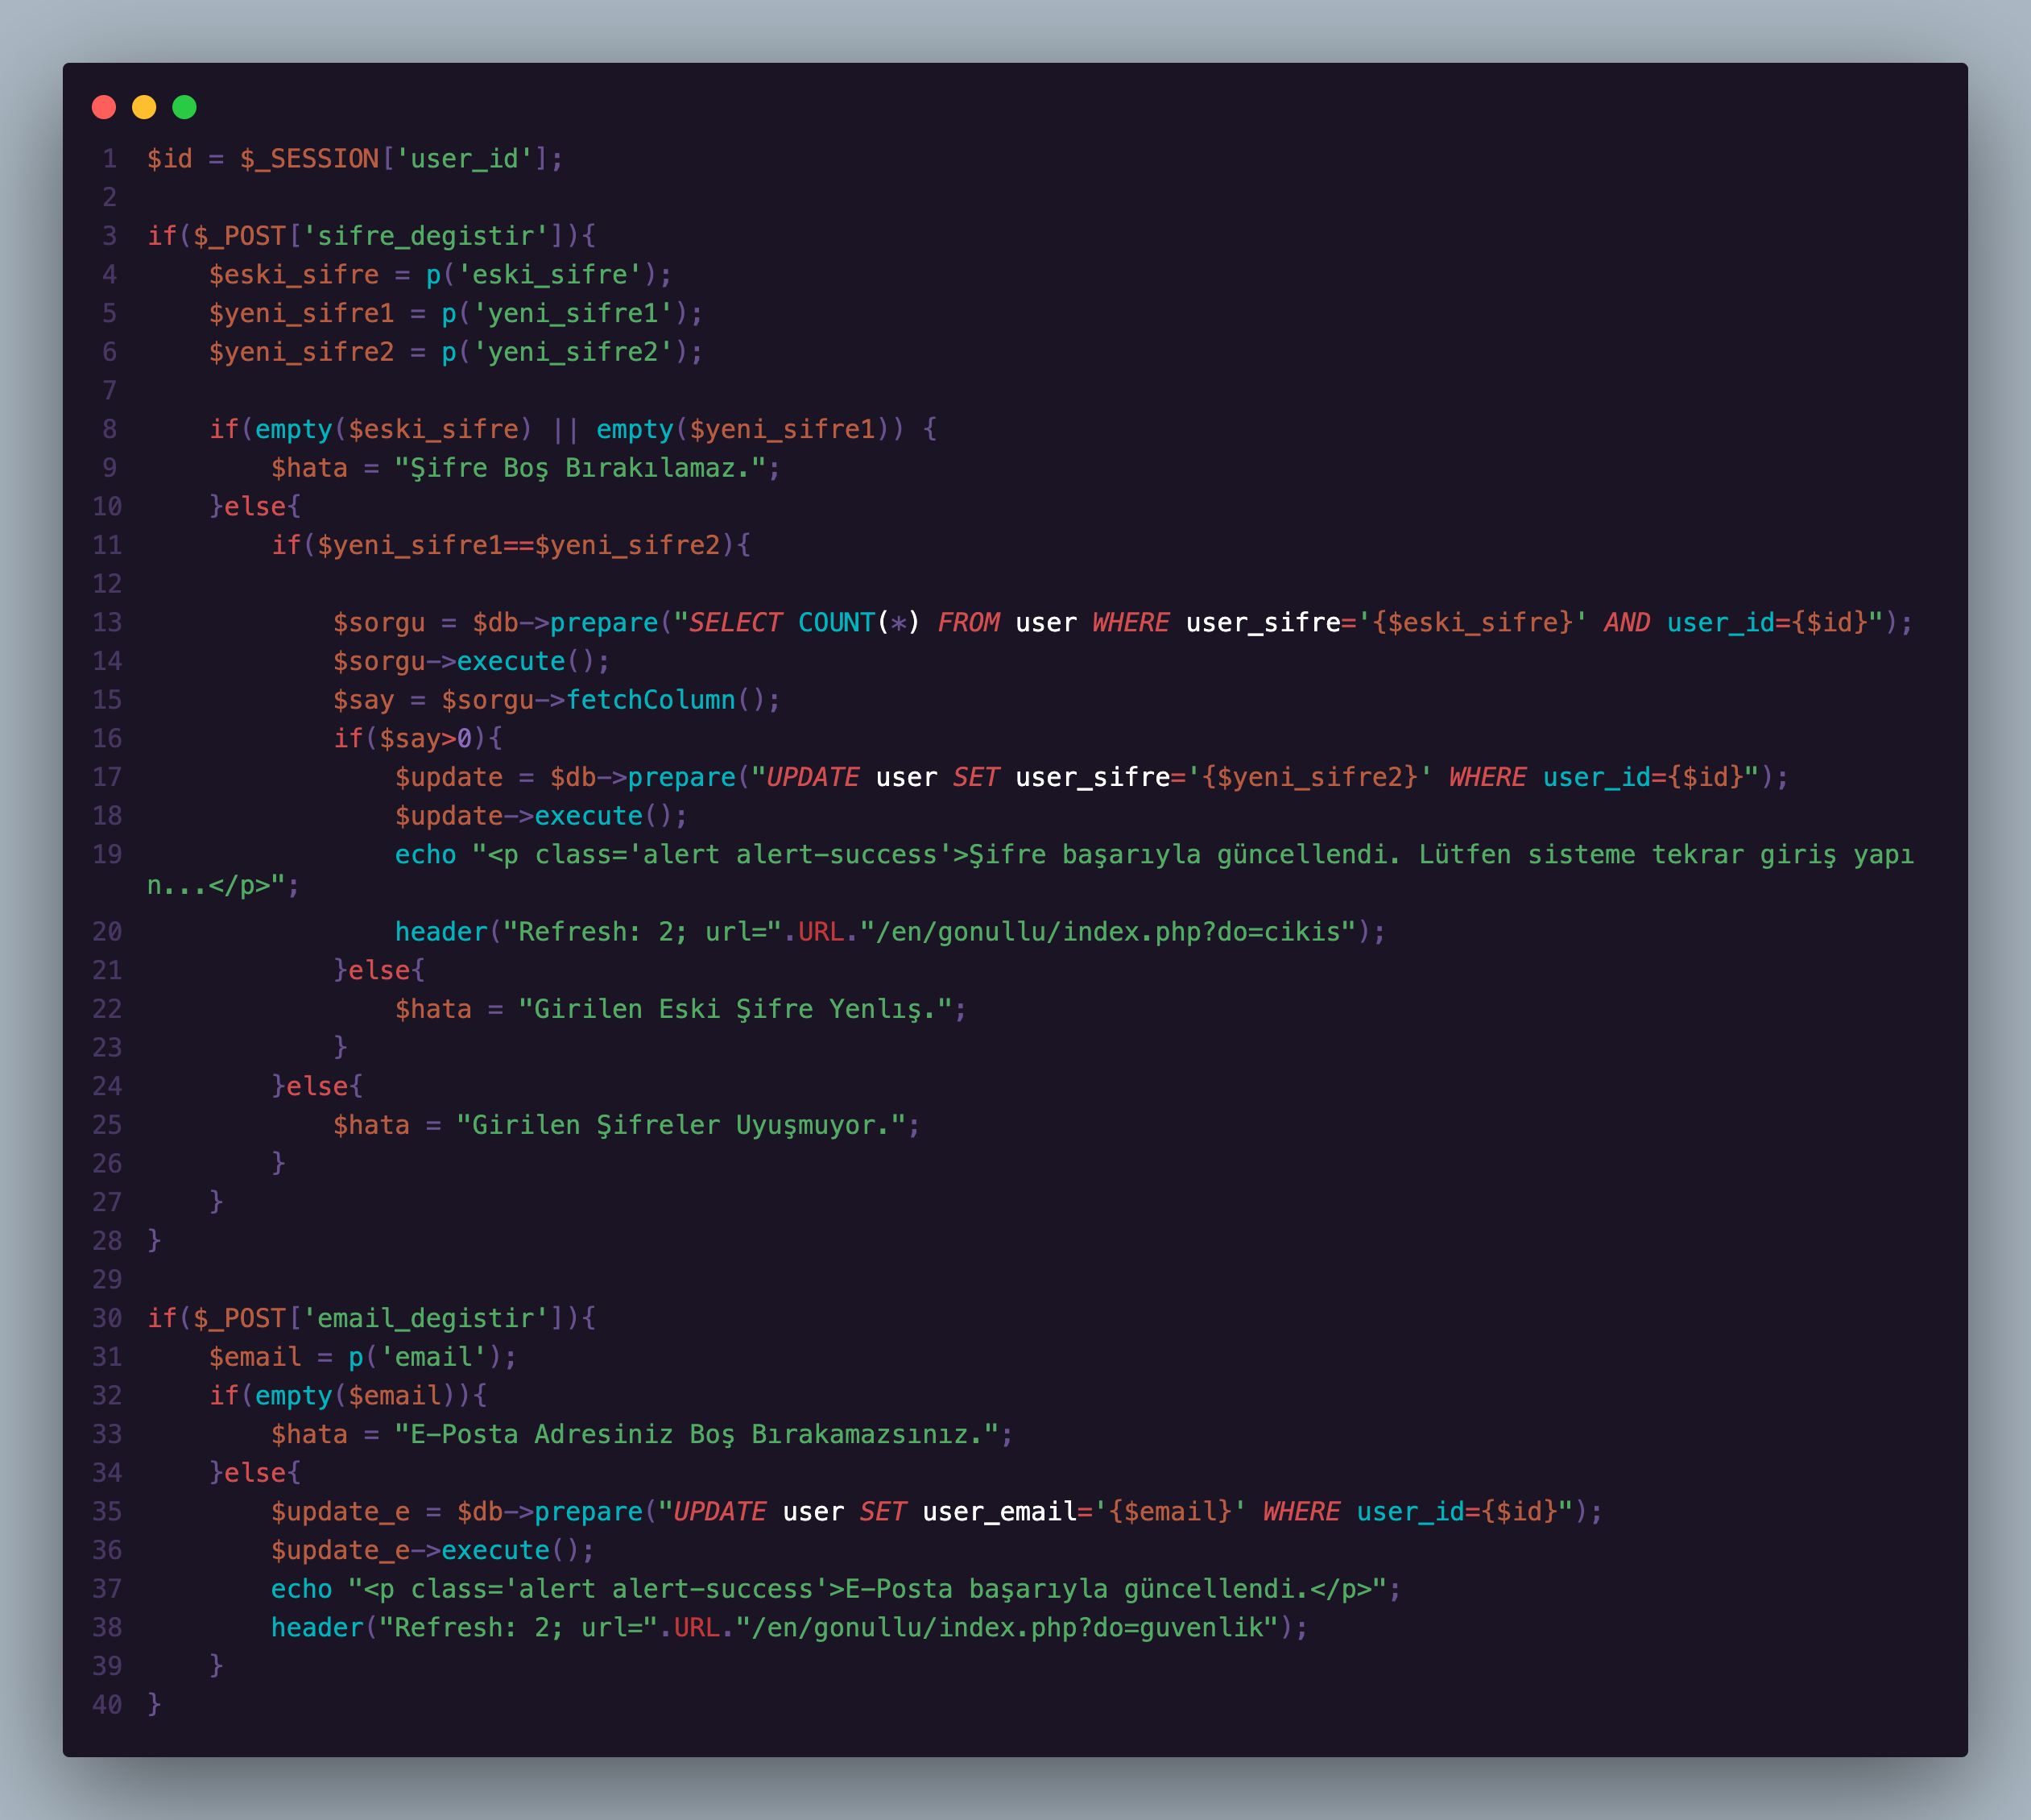 1 $id = $_SESSION['user_id'];
2
3 if($_POST['sifre_degistir']){
4     $eski_sifre = p('eski_sifre');
5     $yeni_sifre1 = p('yeni_sifre1');
6     $yeni_sifre2 = p('yeni_sifre2');
7
8     if(empty($eski_sifre) || empty($yeni_sifre1)) {
9         $hata = "Şifre Boş Bırakılamaz.";
10     }else{
11         if($yeni_sifre1==$yeni_sifre2){
12
13             $sorgu = $db->prepare("SELECT COUNT(*) FROM user WHERE user_sifre='{$eski_sifre}' AND user_id={$id}");
14             $sorgu->execute();
15             $say = $sorgu->fetchColumn();
16             if($say>0){
17                 $update = $db->prepare("UPDATE user SET user_sifre='{$yeni_sifre2}' WHERE user_id={$id}");
18                 $update->execute();
19                 echo "<p class='alert alert-success'>Şifre başarıyla güncellendi. Lütfen sisteme tekrar giriş yapı
n...</p>";
20                 header("Refresh: 2; url=".URL."/en/gonullu/index.php?do=cikis");
21             }else{
22                 $hata = "Girilen Eski Şifre Yenlış.";
23             }
24         }else{
25             $hata = "Girilen Şifreler Uyuşmuyor.";
26         }
27     }
28 }
29
30 if($_POST['email_degistir']){
31     $email = p('email');
32     if(empty($email)){
33         $hata = "E-Posta Adresiniz Boş Bırakamazsınız.";
34     }else{
35         $update_e = $db->prepare("UPDATE user SET user_email='{$email}' WHERE user_id={$id}");
36         $update_e->execute();
37         echo "<p class='alert alert-success'>E-Posta başarıyla güncellendi.</p>";
38         header("Refresh: 2; url=".URL."/en/gonullu/index.php?do=guvenlik");
39     }
40 }